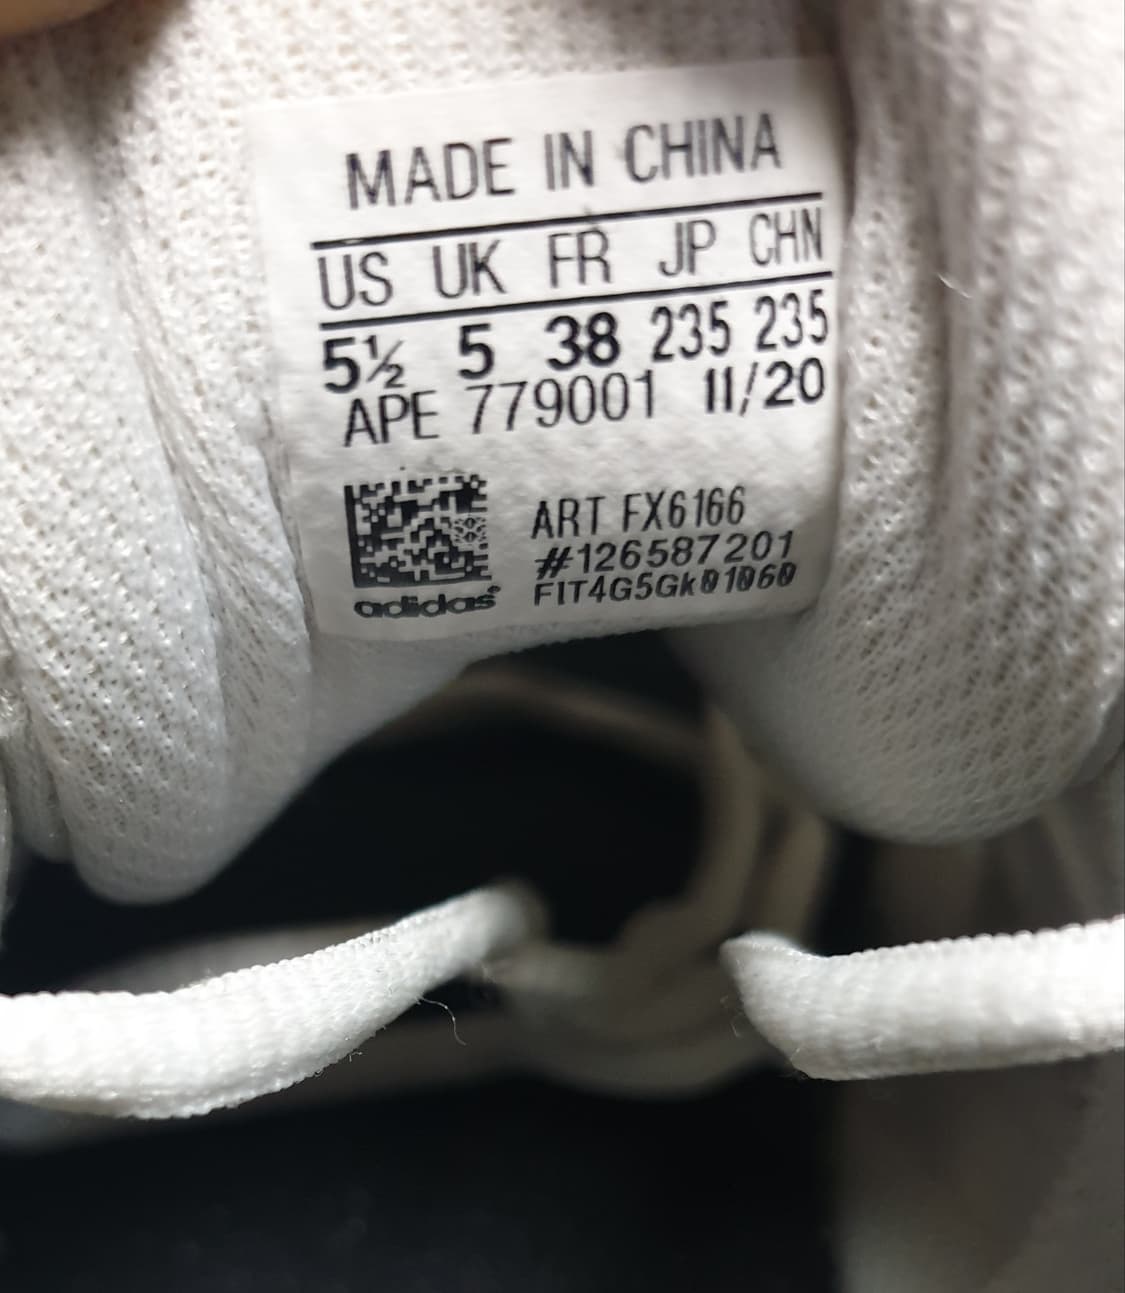 MADE IN CHINA
US UK FR JP CHN
5½ 5 38 235 235
APE 779001 11/20
ART FX6166
#126587201
F1T4G5Gk01060
adidas